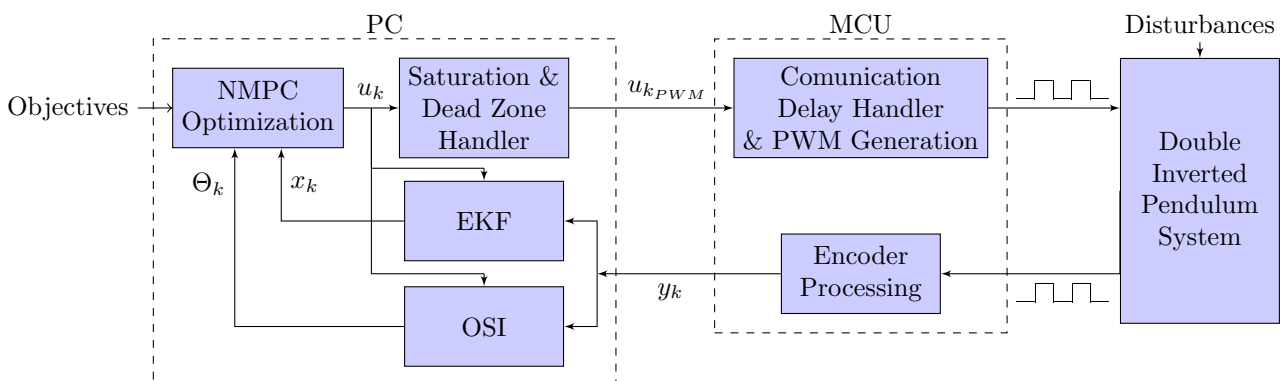 PC
MCU
Disturbances
Objectives
NMPC
Optimization
u_k
Saturation &
Dead Zone
Handler
u_{k_{PWM}}
Comunication
Delay Handler
& PWM Generation
Double
Inverted
Pendulum
System
Θ_k
x_k
EKF
y_k
Encoder
Processing
OSI